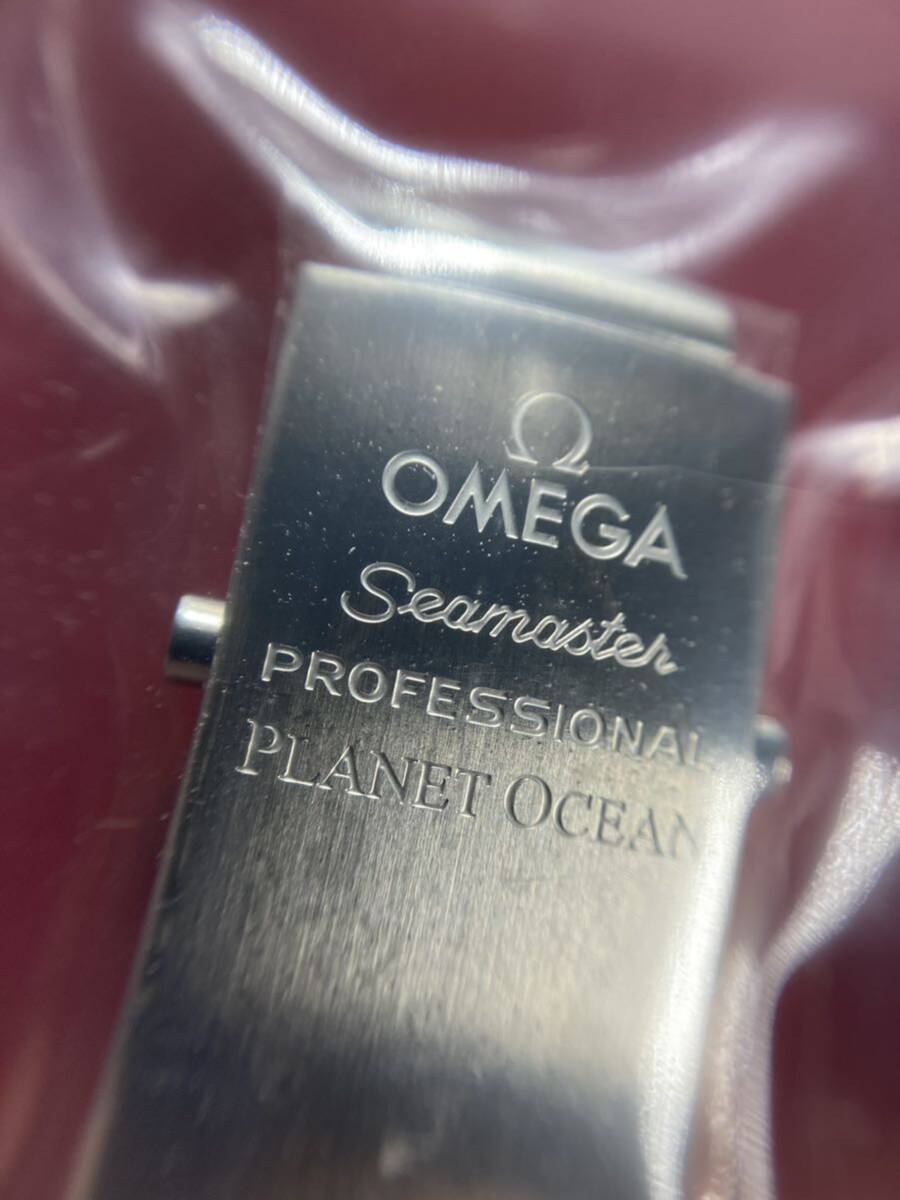 Ω
OMEGA
Seamaster
PROFESSIONAL
PLANET OCEAN